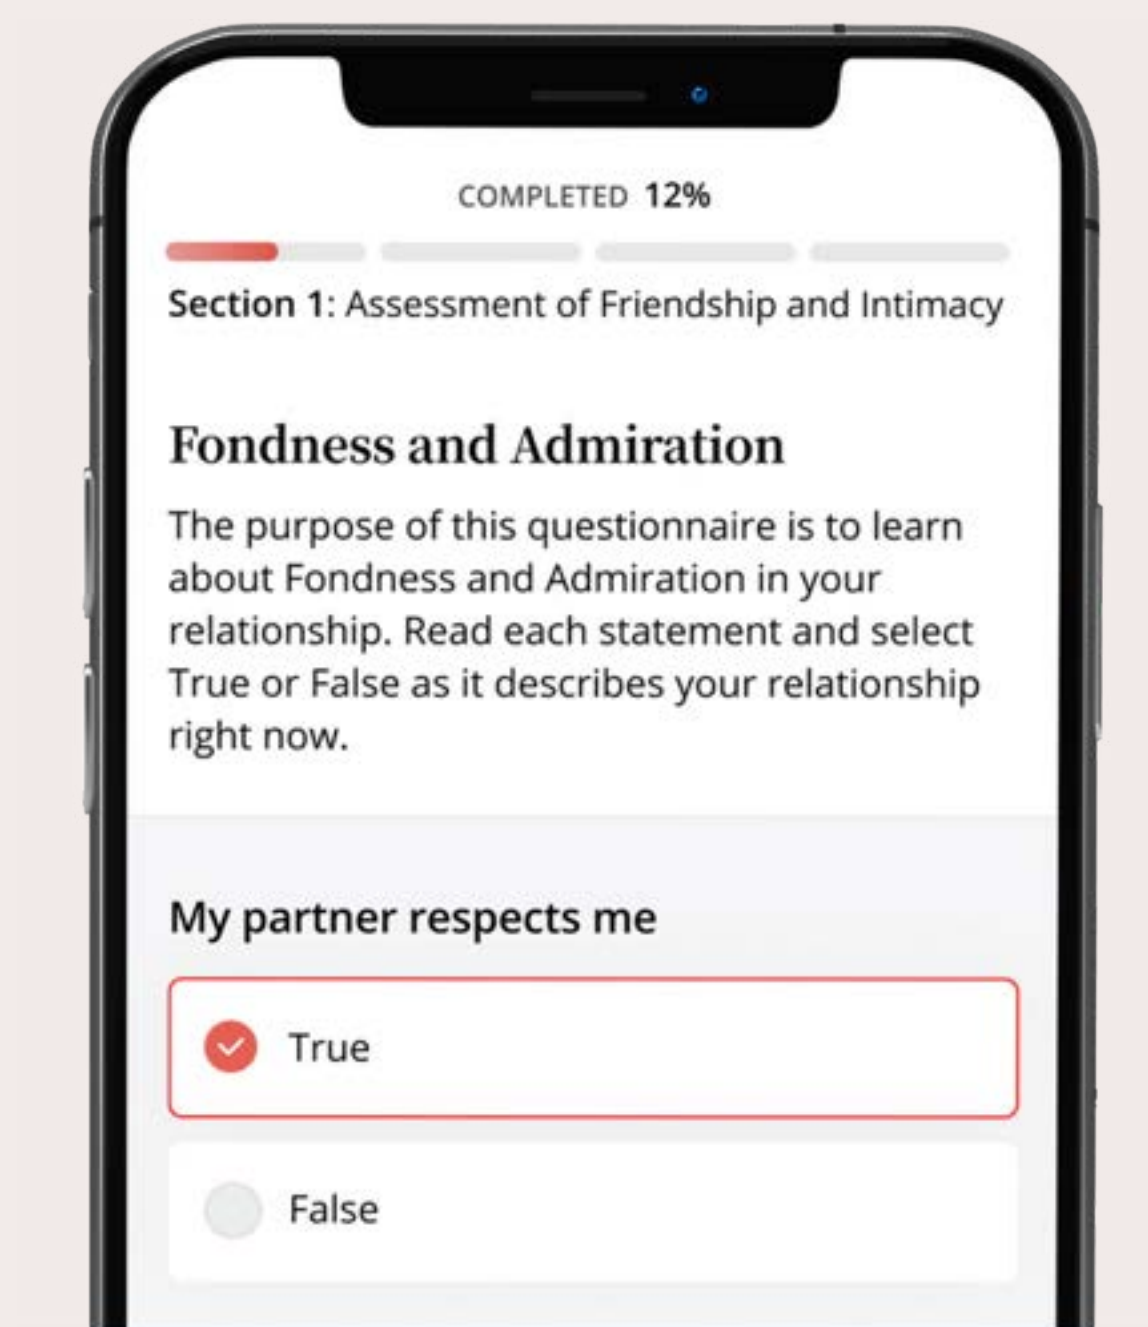 COMPLETED 12%
Section 1: Assessment of Friendship and Intimacy
Fondness and Admiration
The purpose of this questionnaire is to learn
about Fondness and Admiration in your
relationship. Read each statement and select
True or False as it describes your relationship
right now.
My partner respects me
True
False